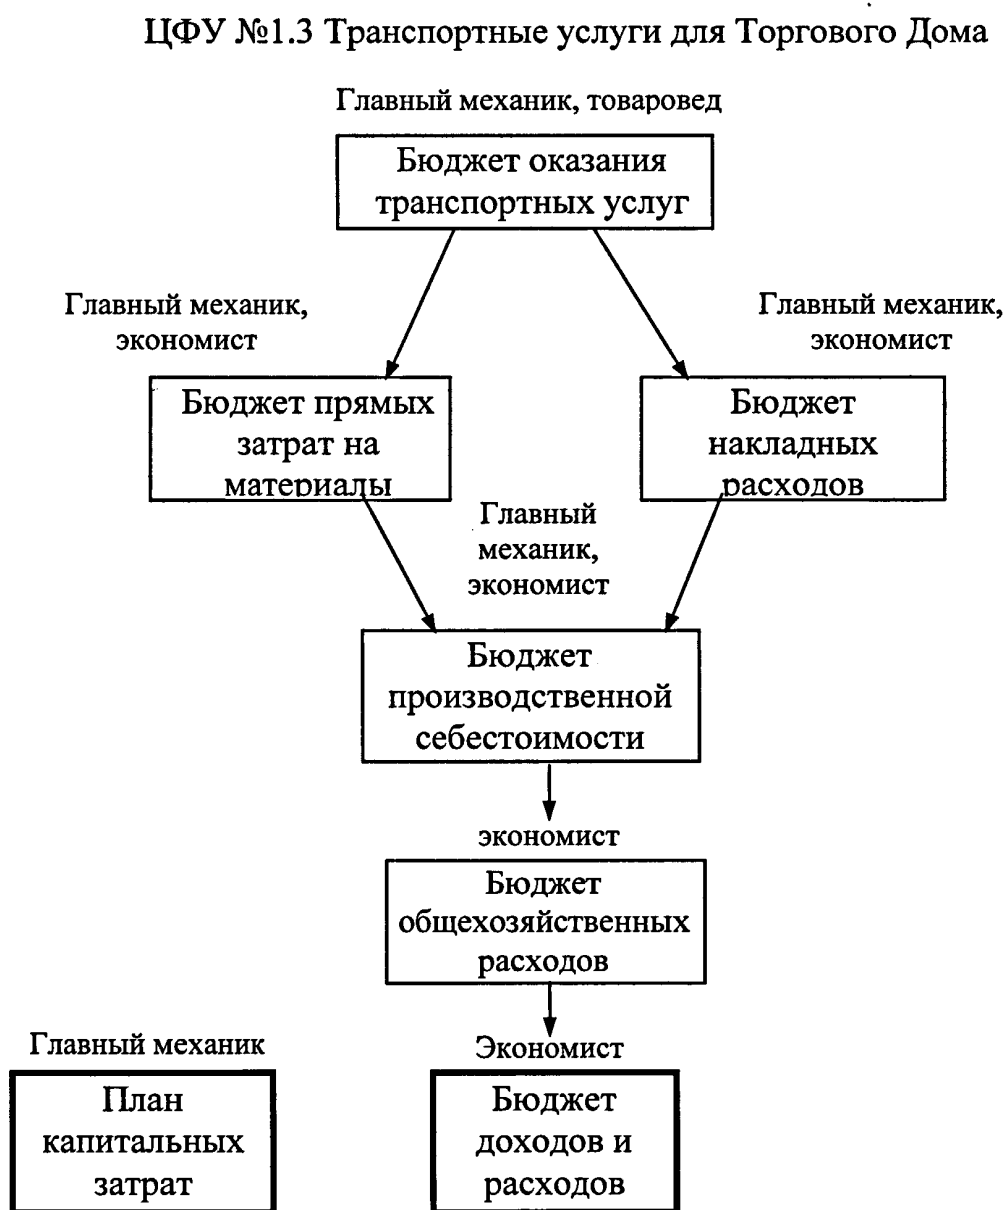 ЦФУ №1.3 Транспортные услуги для Торгового Дома
Главный механик, товаровед
Бюджет оказания
транспортных услуг
Главный механик,
экономист
Главный механик,
экономист
Бюджет прямых
затрат на
материалы
Бюджет
накладных
расходов
Главный
механик,
экономист
Бюджет
производственной
себестоимости
экономист
Бюджет
общехозяйственных
расходов
Главный механик
Экономист
План
капитальных
затрат
Бюджет
доходов и
расходов